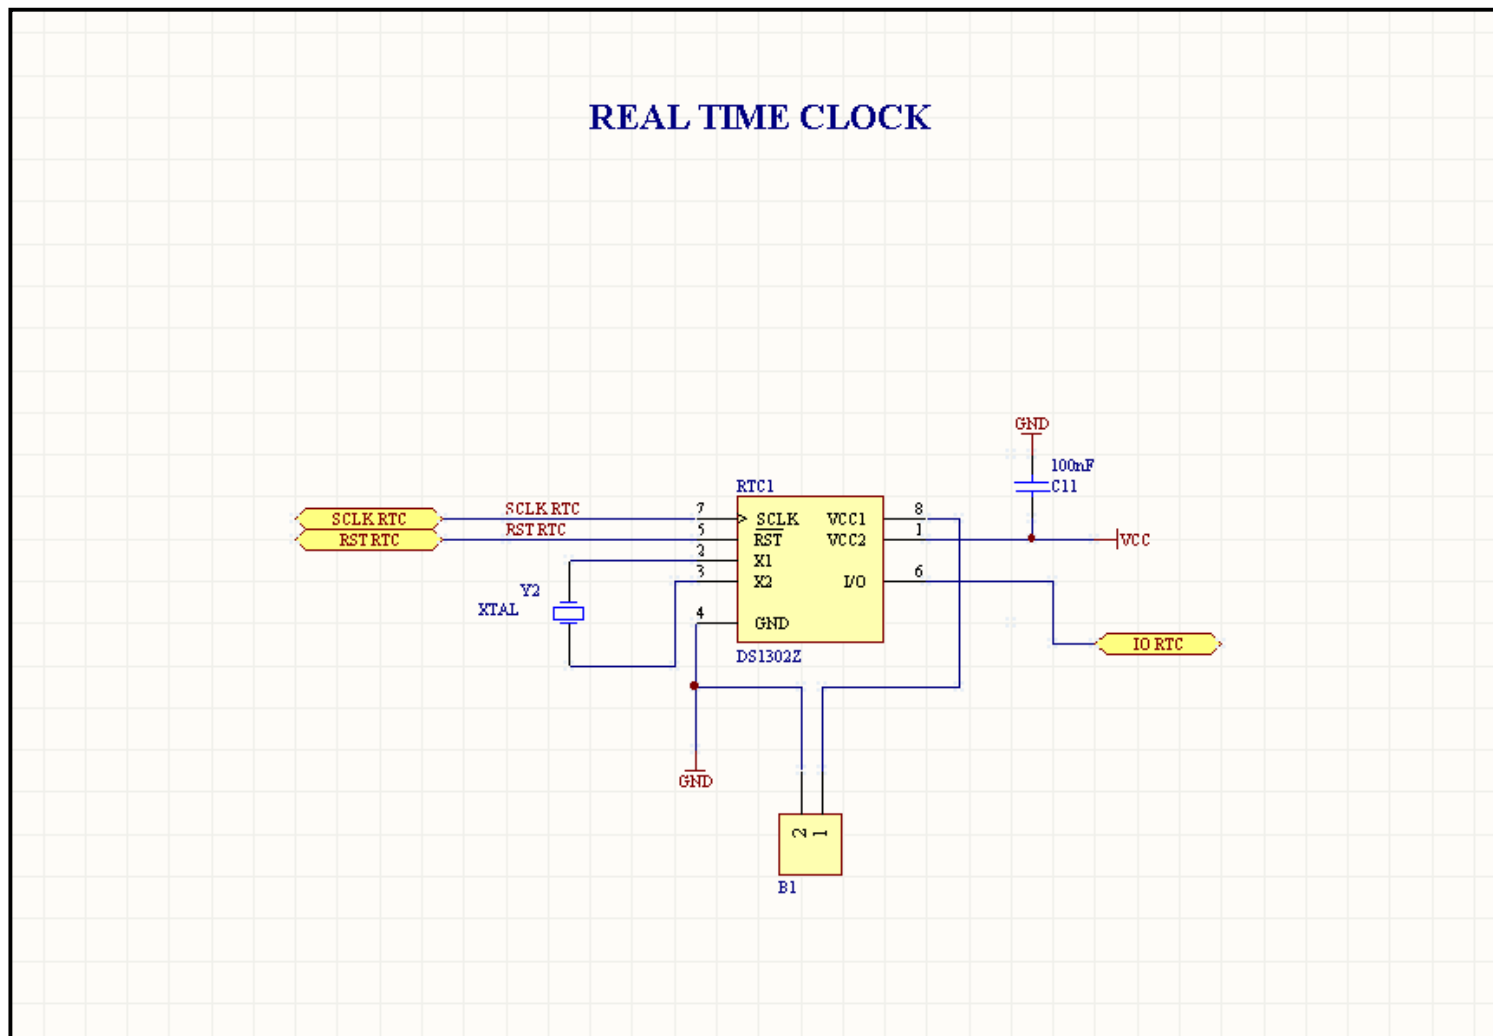 REAL TIME CLOCK
GND
100nF
C11
RTC1
SCLK RTC
SCLK RTC
7
SCLK
VCC1
8
RST RTC
RST RTC
5
RST
VCC2
1
VCC
2
X1
3
X2
I/O
6
Y2
XTAL
4
GND
IO RTC
DS1302Z
GND
2
1
B1